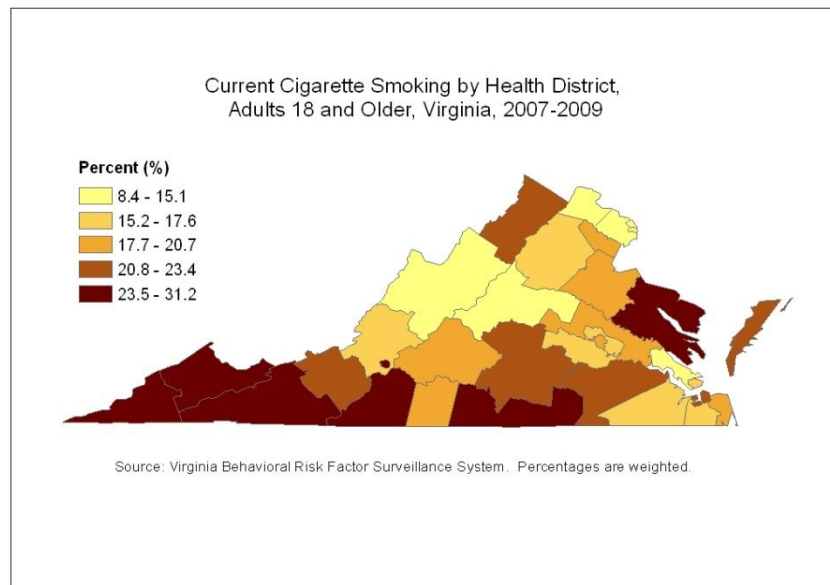 Current Cigarette Smoking by Health District,
Adults 18 and Older, Virginia, 2007-2009
Percent (%)
8.4 - 15.1
15.2 - 17.6
17.7 - 20.7
20.8 - 23.4
23.5 - 31.2
Source: Virginia Behavioral Risk Factor Surveillance System. Percentages are weighted.